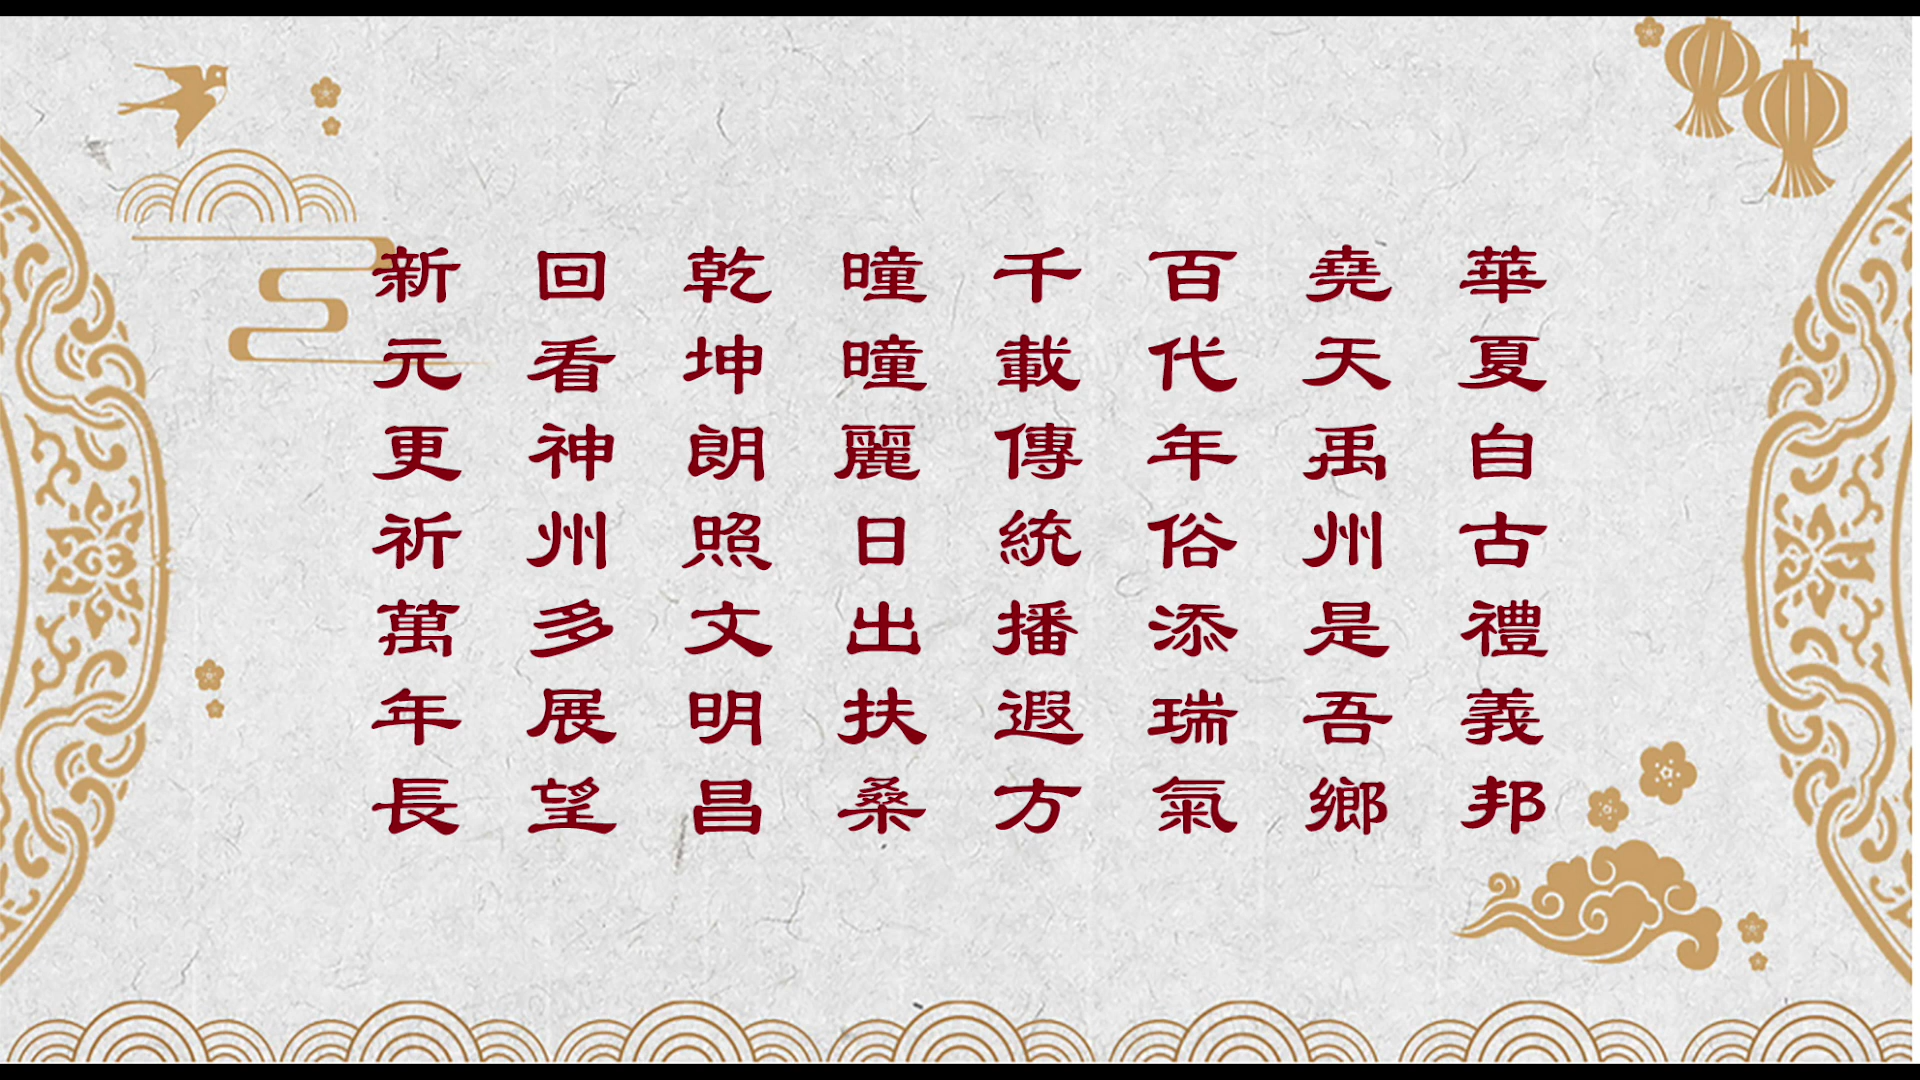 華夏自古禮義邦
堯天禹州是吾鄉
百代年俗添瑞氣
千載傳統播遐方
曈曈麗日出扶桑
乾坤朗照文明昌
回看神州多展望
新元更祈萬年長